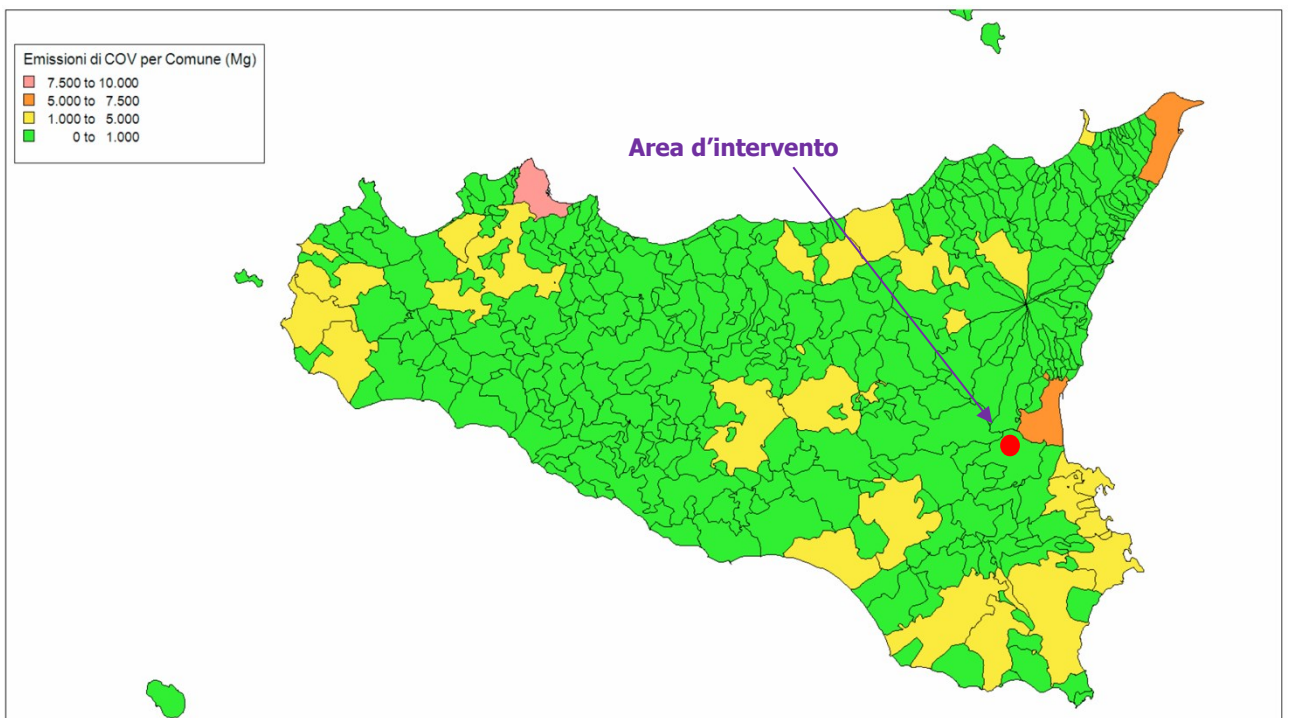 Emissioni di COV per Comune (Mg)
7.500 to 10.000
5.000 to 7.500
1.000 to 5.000
0 to 1.000
Area d'intervento